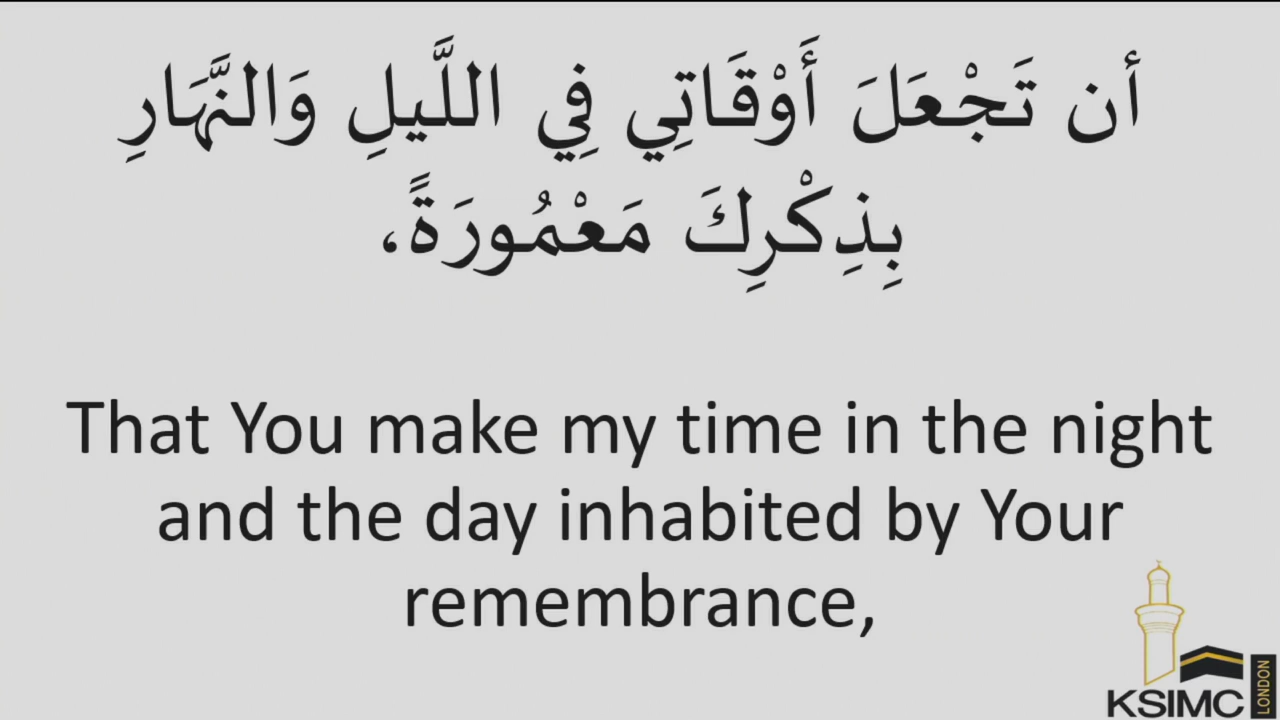 أن تَجْعَلَ أَوْقَاتِي فِي اللَّيلِ وَالنَّهَارِ
بِذِكْرِكَ مَعْمُورَةً،
That You make my time in the night
and the day inhabited by Your
remembrance,
KSIMC
LONDON